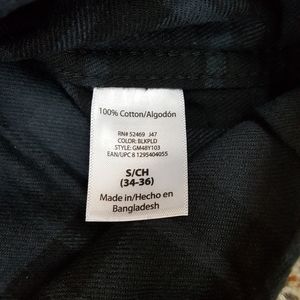 100% Cotton/Algodón
RN# 52469 J47
COLOR: BLKPLD
STYLE: GM48Y103
EAN/UPC 8 1295404055
S/CH
(34-36)
Made in/Hecho en
Bangladesh